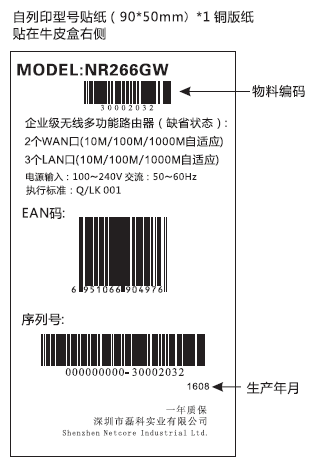 自列印型号贴纸（90*50mm）*1 铜版纸
贴在牛皮盒右侧
MODEL:NR266GW
30002032
物料编码
企业级无线多功能路由器（缺省状态）:
2个WAN口(10M/100M/1000M自适应)
3个LAN口(10M/100M/1000M自适应)
电源输入：100～240V 交流：50～60Hz
执行标准：Q/LK 001
EAN码:
6 951066 904976
序列号:
000000000-30002032
1608
生产年月
一年质保
深圳市磊科实业有限公司
Shenzhen Netcore Industrial Ltd.